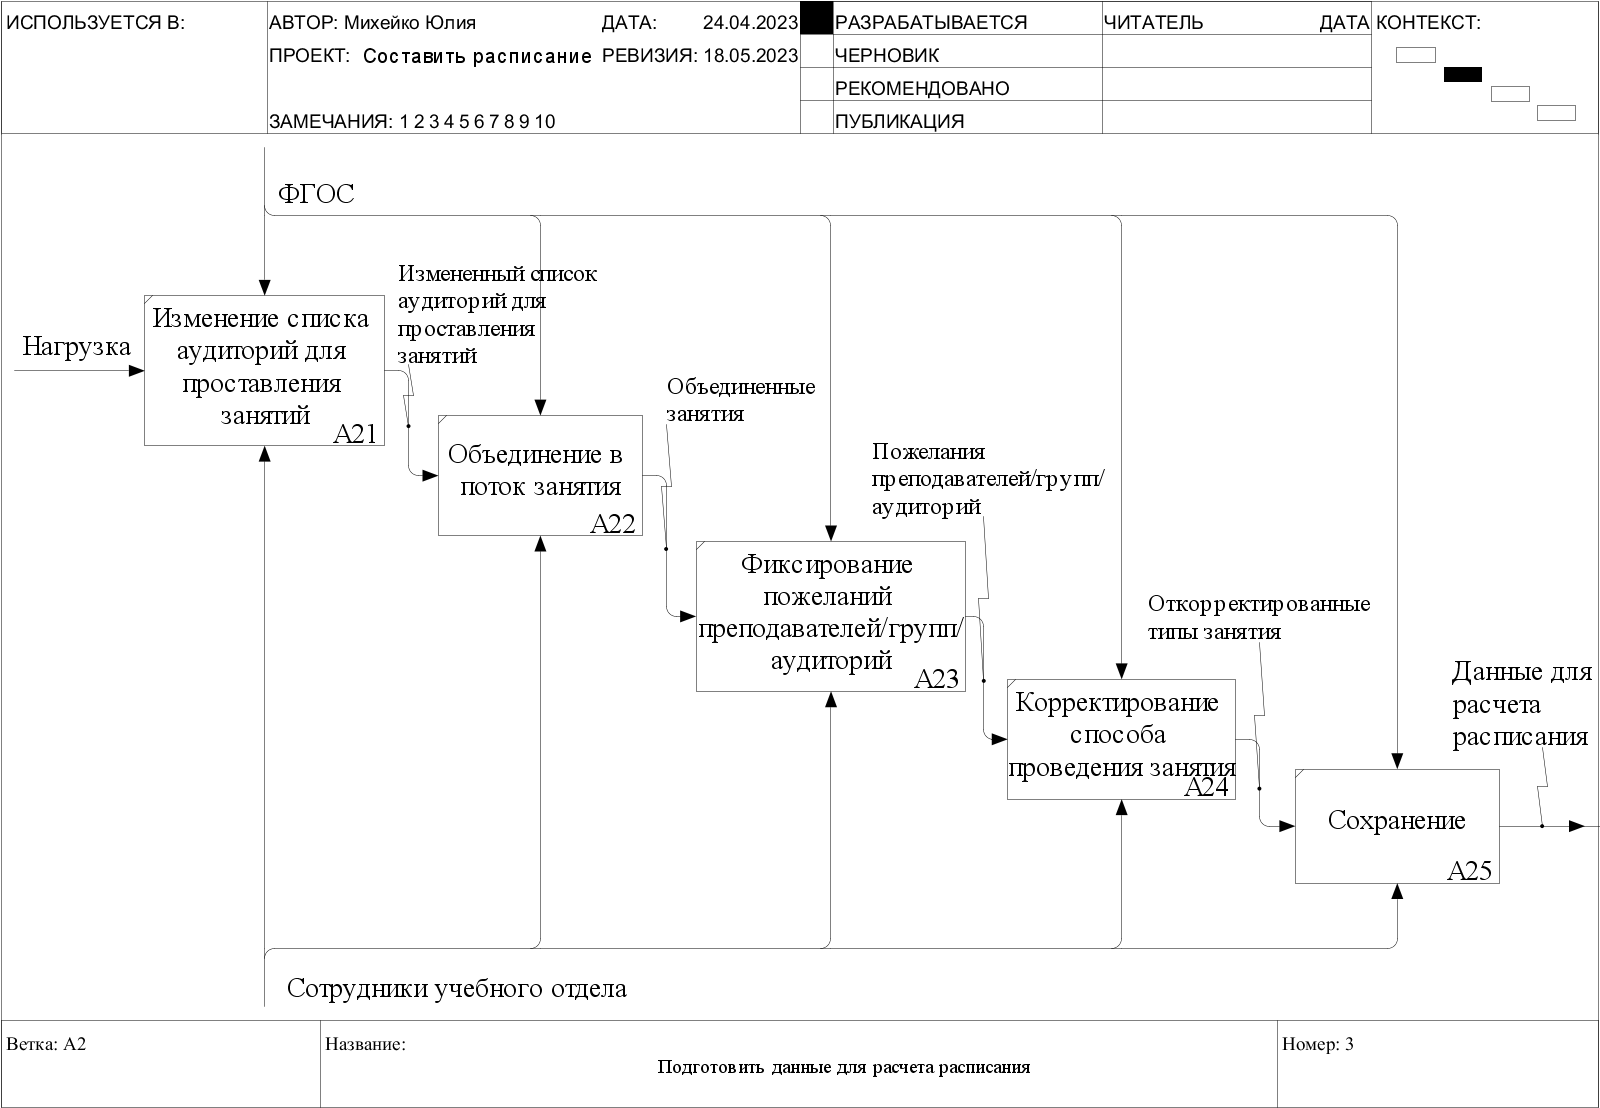 ИСПОЛЬЗУЕТСЯ В:
АВТОР: Михейко Юлия
ДАТА: 24.04.2023
ПРОЕКТ: Составить расписание
РЕВИЗИЯ: 18.05.2023
ЗАМЕЧАНИЯ: 1 2 3 4 5 6 7 8 9 10
РАЗРАБАТЫВАЕТСЯ
ЧЕРНОВИК
РЕКОМЕНДОВАНО
ПУБЛИКАЦИЯ
ЧИТАТЕЛЬ
ДАТА
КОНТЕКСТ:
ФГОС
Нагрузка
Изменение списка
аудиторий для
проставления
занятий
A21
Измененный список
аудиторий для
проставления
занятий
Объединение в
поток занятия
A22
Объединенные
занятия
Фиксирование
пожеланий
преподавателей/групп/
аудиторий
A23
Пожелания
преподавателей/групп/
аудиторий
Корректирование
способа
проведения занятия
A24
Откорректированные
типы занятия
Сохранение
A25
Данные для
расчета
расписания
Сотрудники учебного отдела
Ветка: A2
Название:
Подготовить данные для расчета расписания
Номер: 3